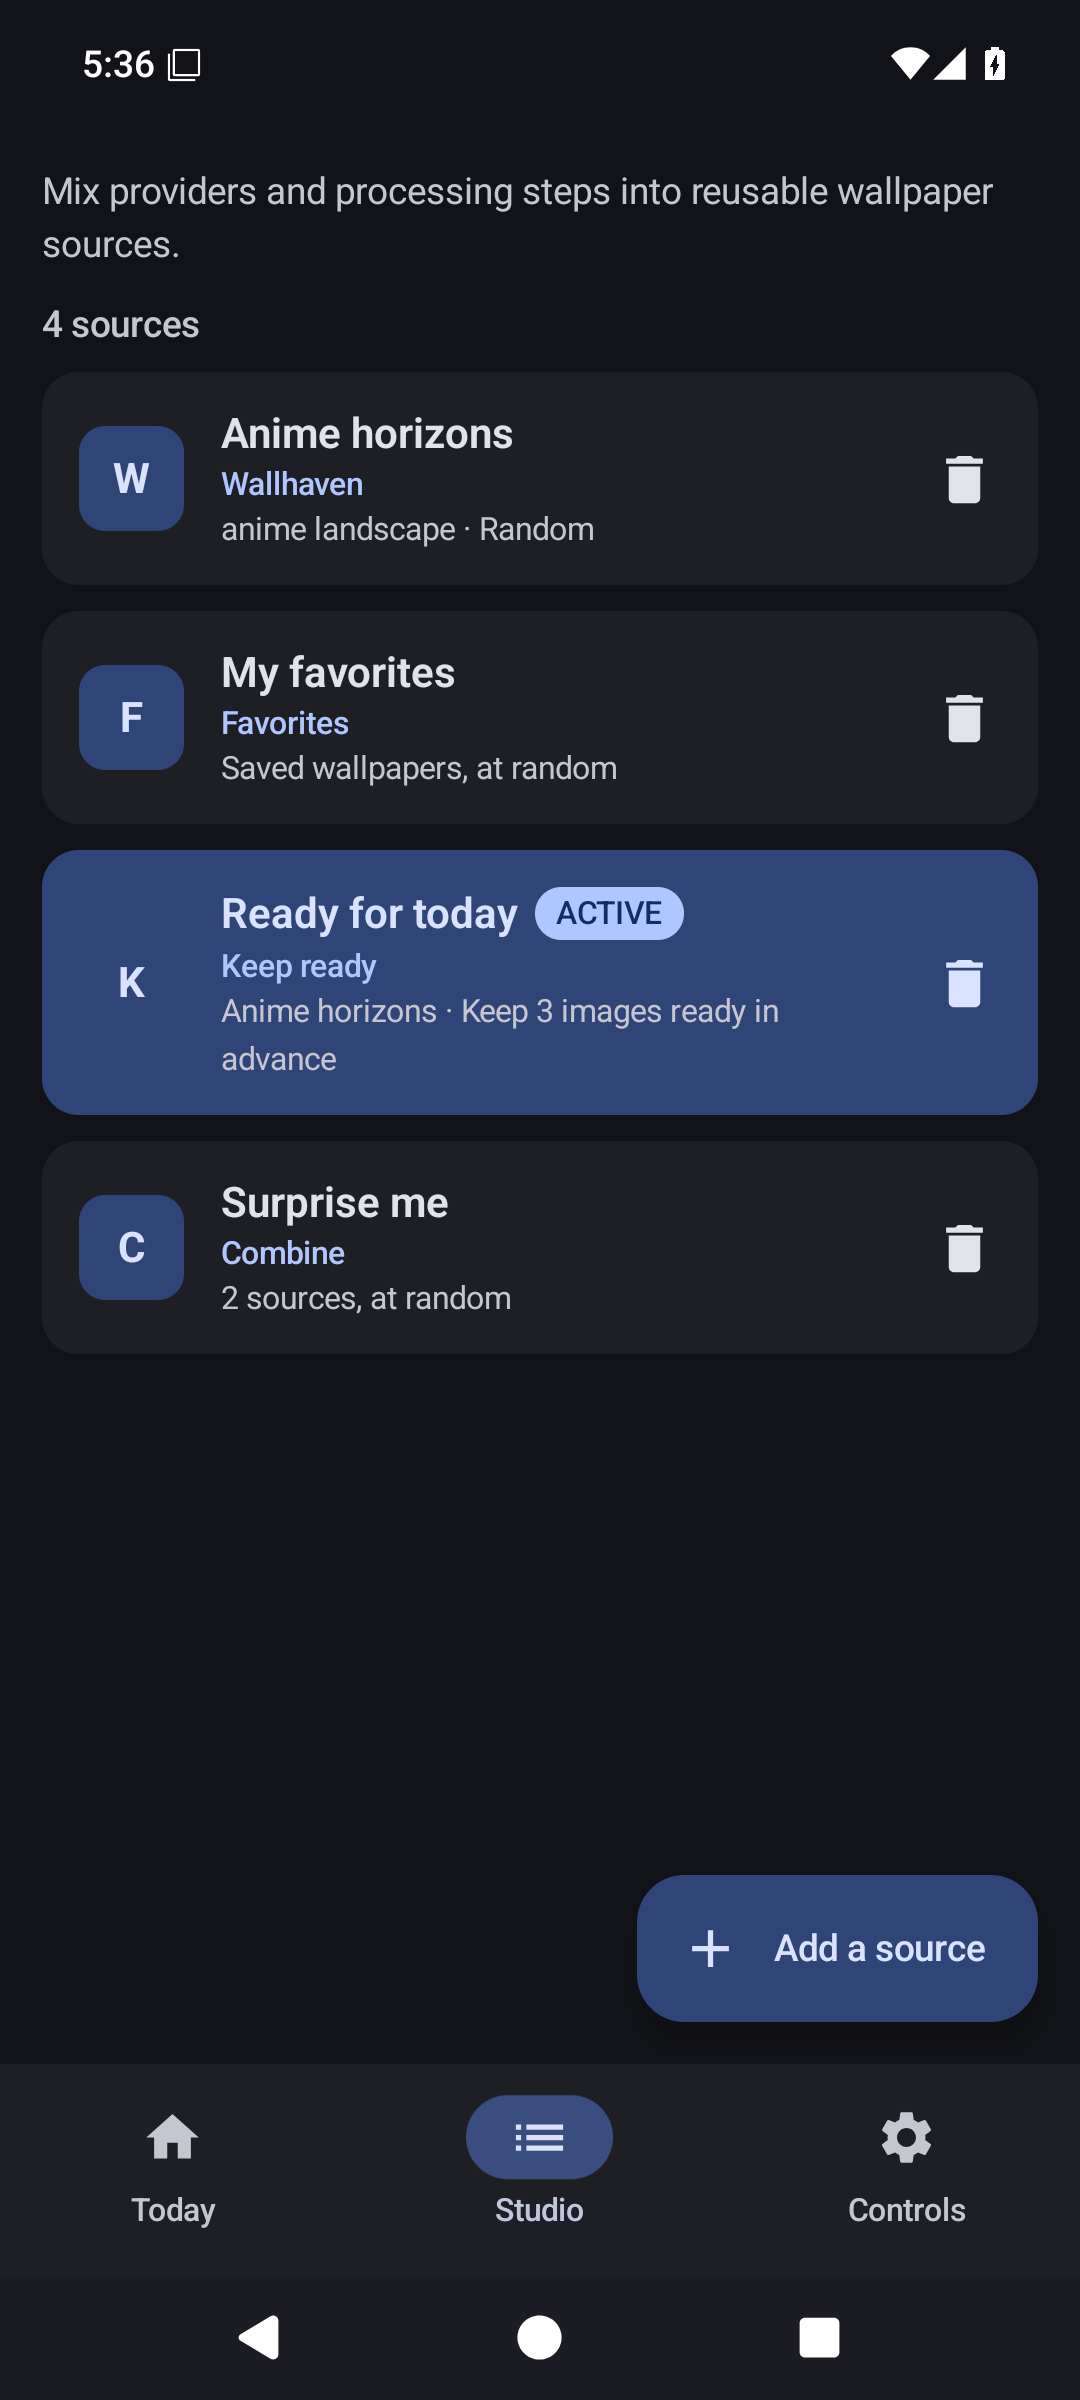 5:36
Mix providers and processing steps into reusable wallpaper
sources.
4 sources
W
Anime horizons
Wallhaven
anime landscape · Random
F
My favorites
Favorites
Saved wallpapers, at random
K
Ready for today ACTIVE
Keep ready
Anime horizons · Keep 3 images ready in
advance
C
Surprise me
Combine
2 sources, at random
Add a source
Today
Studio
Controls